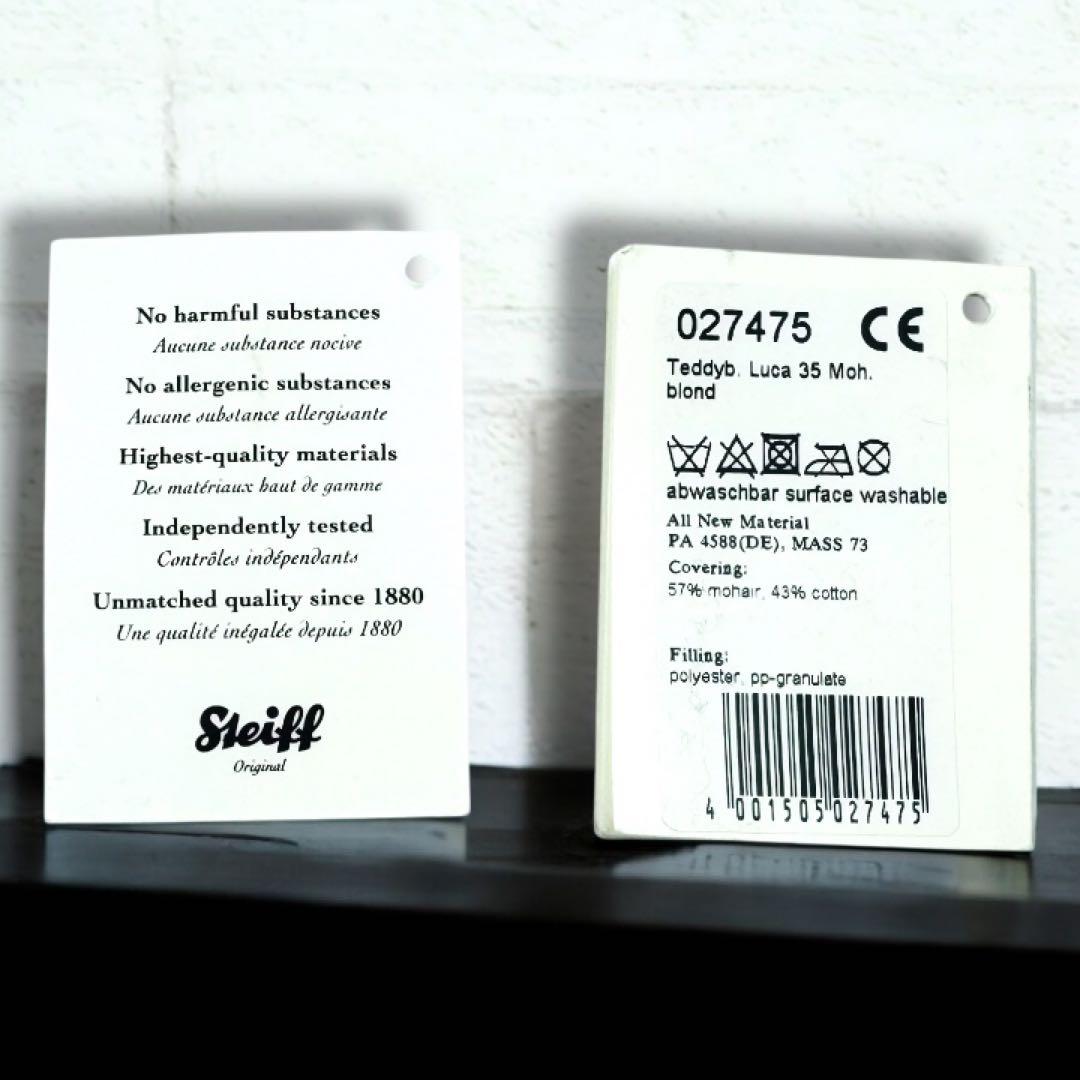 No harmful substances
Aucune substance nocive
No allergenic substances
Aucune substance allergisante
Highest-quality materials
Des matériaux haut de gamme
Independently tested
Contrôles indépendants
Unmatched quality since 1880
Une qualité inégalée depuis 1880
Steiff
Original
027475 CE
Teddyb. Luca 35 Moh.
blond
abwaschbar surface washable
All New Material
PA 4588(DE), MASS 73
Covering:
57% mohair, 43% cotton
Filling:
polyester, pp-granulate
4 001505 027475